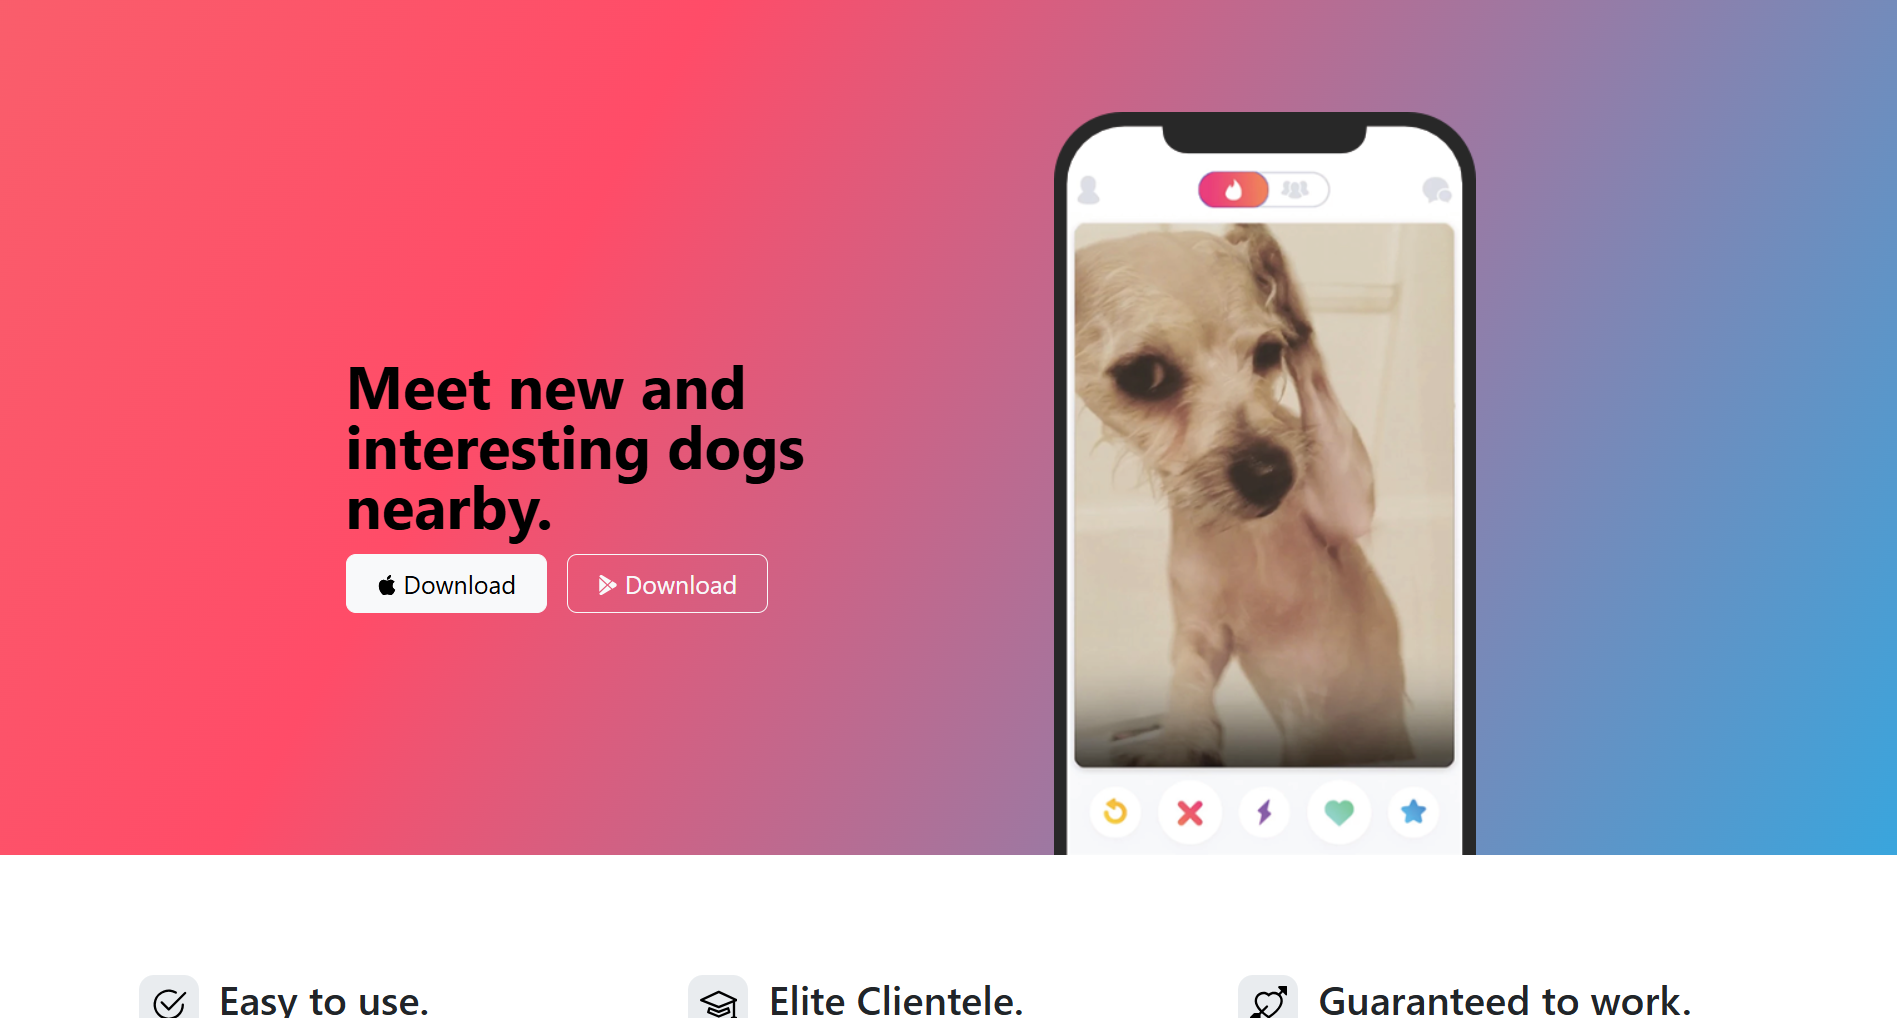 Meet new and
interesting dogs
nearby.
Download
Download
Easy to use.
Elite Clientele.
Guaranteed to work.